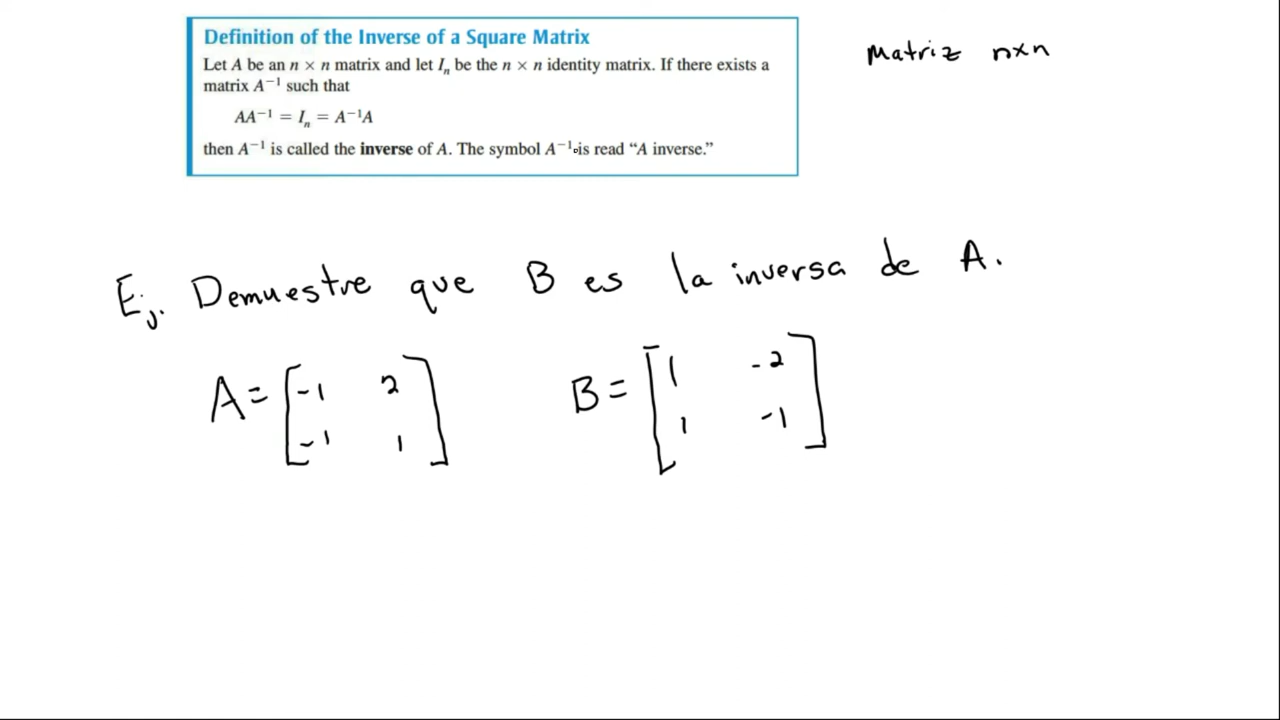 Definition of the Inverse of a Square Matrix
Let A be an n × n matrix and let Iₙ be the n × n identity matrix. If there exists a
matrix A⁻¹ such that
AA⁻¹ = Iₙ = A⁻¹A
then A⁻¹ is called the inverse of A. The symbol A⁻¹ is read “A inverse.”
Matriz n×n
Ej. Demuestre que B es la inversa de A.
A = [-1 2
-1 1]
B = [1 -2
1 -1]